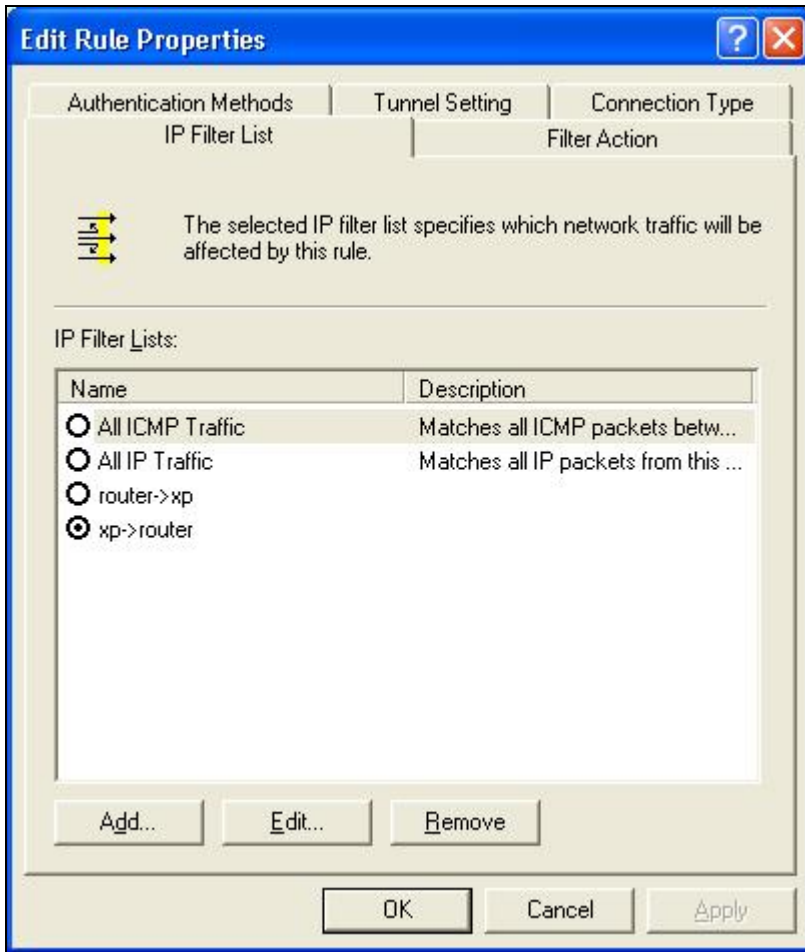 Edit Rule Properties
Authentication Methods Tunnel Setting Connection Type
IP Filter List Filter Action
The selected IP filter list specifies which network traffic will be
affected by this rule.
IP Filter Lists:
Name Description
All ICMP Traffic Matches all ICMP packets betw...
All IP Traffic Matches all IP packets from this ...
router->xp
xp->router
Add... Edit... Remove
OK Cancel Apply